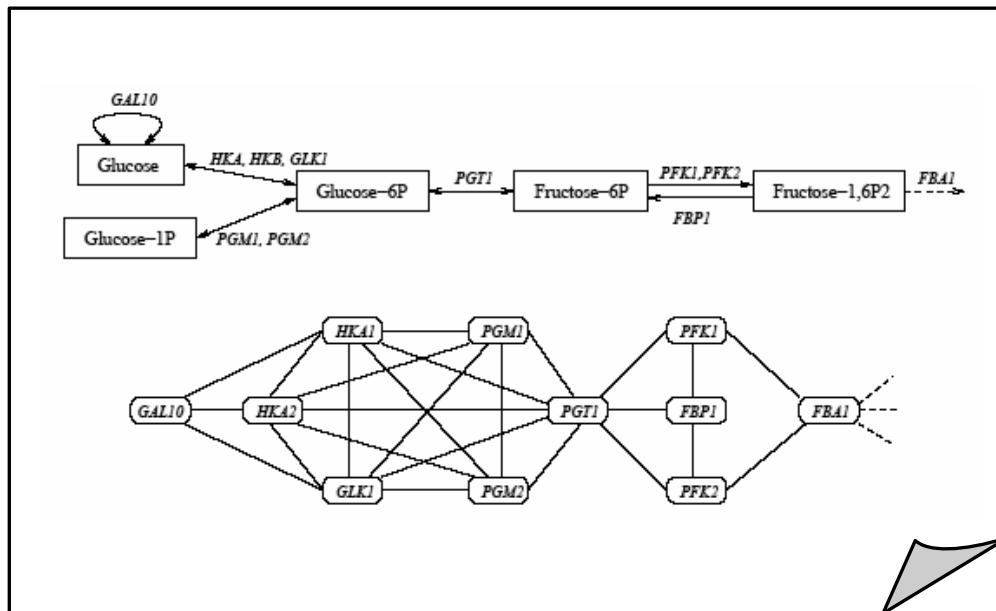 GAL10
Glucose
HKA, HKB, GLK1
Glucose−6P
PGT1
Fructose−6P
PFK1,PFK2
FBP1
Fructose−1,6P2
FBA1
Glucose−1P
PGM1, PGM2
HKA1
PGM1
PFK1
GAL10
HKA2
PGT1
FBP1
FBA1
GLK1
PGM2
PFK2